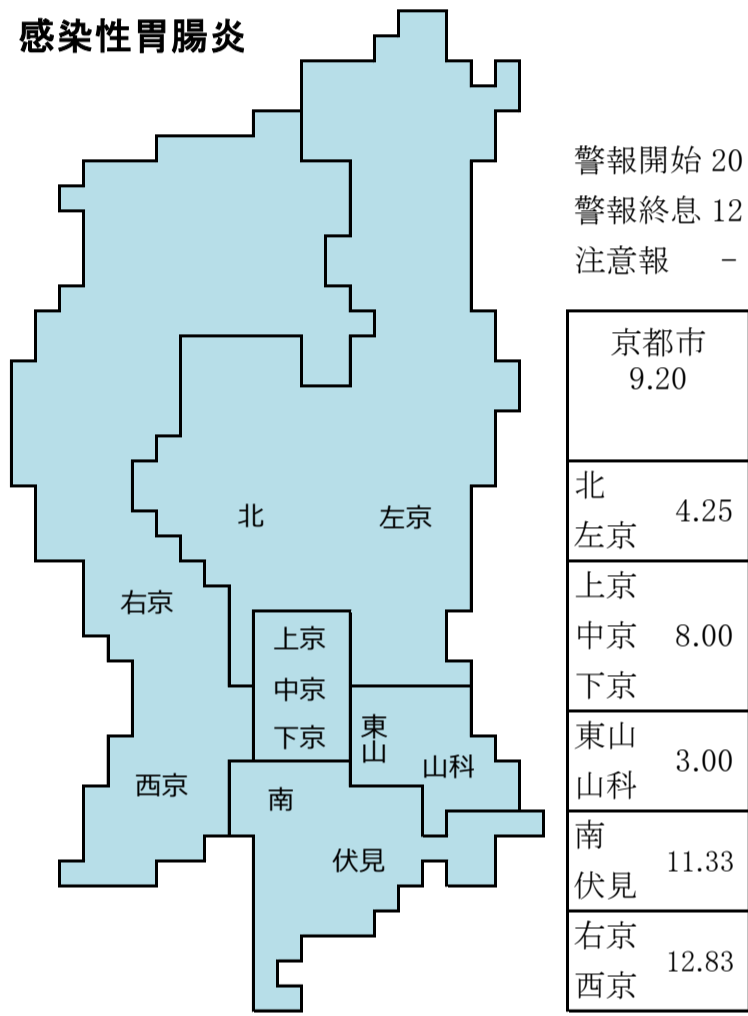 感染性胃腸炎
警報開始 20
警報終息 12
注意報 -
京都市
9.20
北
左京
4.25
上京
中京
下京
8.00
東山
山科
3.00
南
伏見
11.33
右京
西京
12.83
北
左京
右京
上京
中京
下京
東山
山科
西京
南
伏見